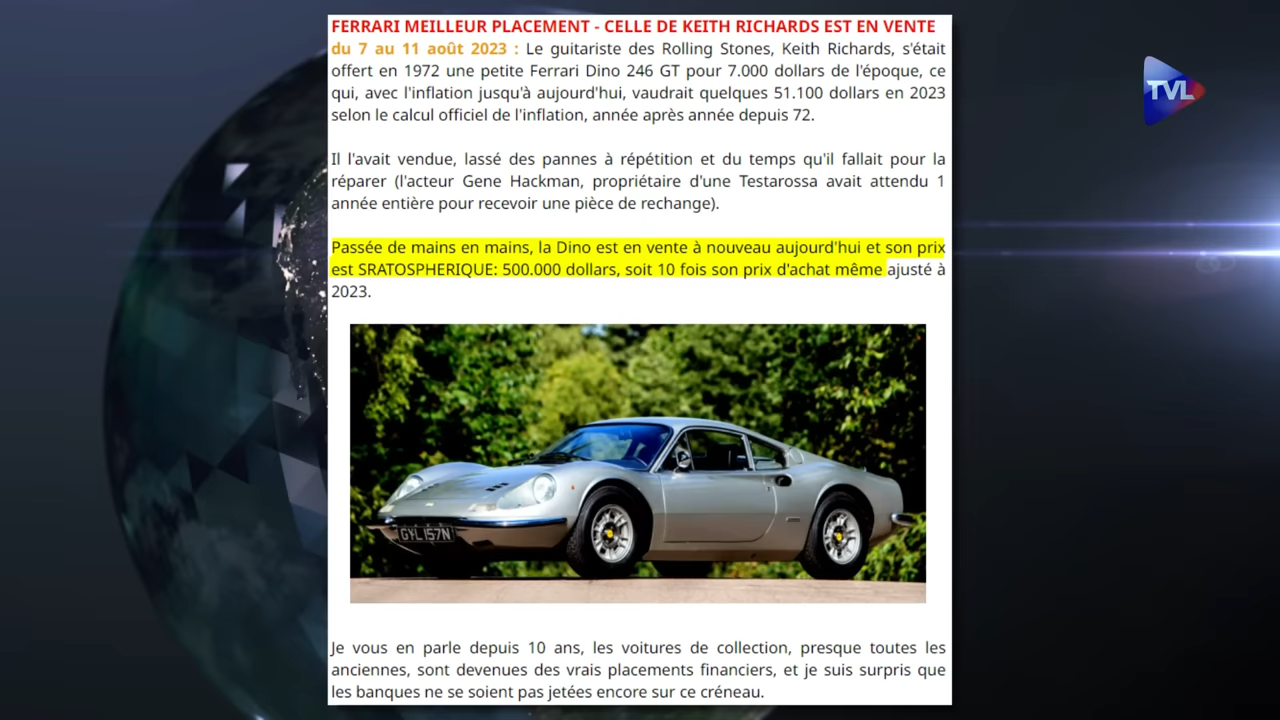 FERRARI MEILLEUR PLACEMENT - CELLE DE KEITH RICHARDS EST EN VENTE
du 7 au 11 août 2023 : Le guitariste des Rolling Stones, Keith Richards, s'était
offert en 1972 une petite Ferrari Dino 246 GT pour 7.000 dollars de l'époque, ce
qui, avec l'inflation jusqu'à aujourd'hui, vaudrait quelques 51.100 dollars en 2023
selon le calcul officiel de l'inflation, année après année depuis 72.
Il l'avait vendue, lassé des pannes à répétition et du temps qu'il fallait pour la
réparer (l'acteur Gene Hackman, propriétaire d'une Testarossa avait attendu 1
année entière pour recevoir une pièce de rechange).
Passée de mains en mains, la Dino est en vente à nouveau aujourd'hui et son prix
est SRATOSPHERIQUE: 500.000 dollars, soit 10 fois son prix d'achat même ajusté à
2023.
GYL 157N
Je vous en parle depuis 10 ans, les voitures de collection, presque toutes les
anciennes, sont devenues des vrais placements financiers, et je suis surpris que
les banques ne se soient pas jetées encore sur ce créneau.
TVL